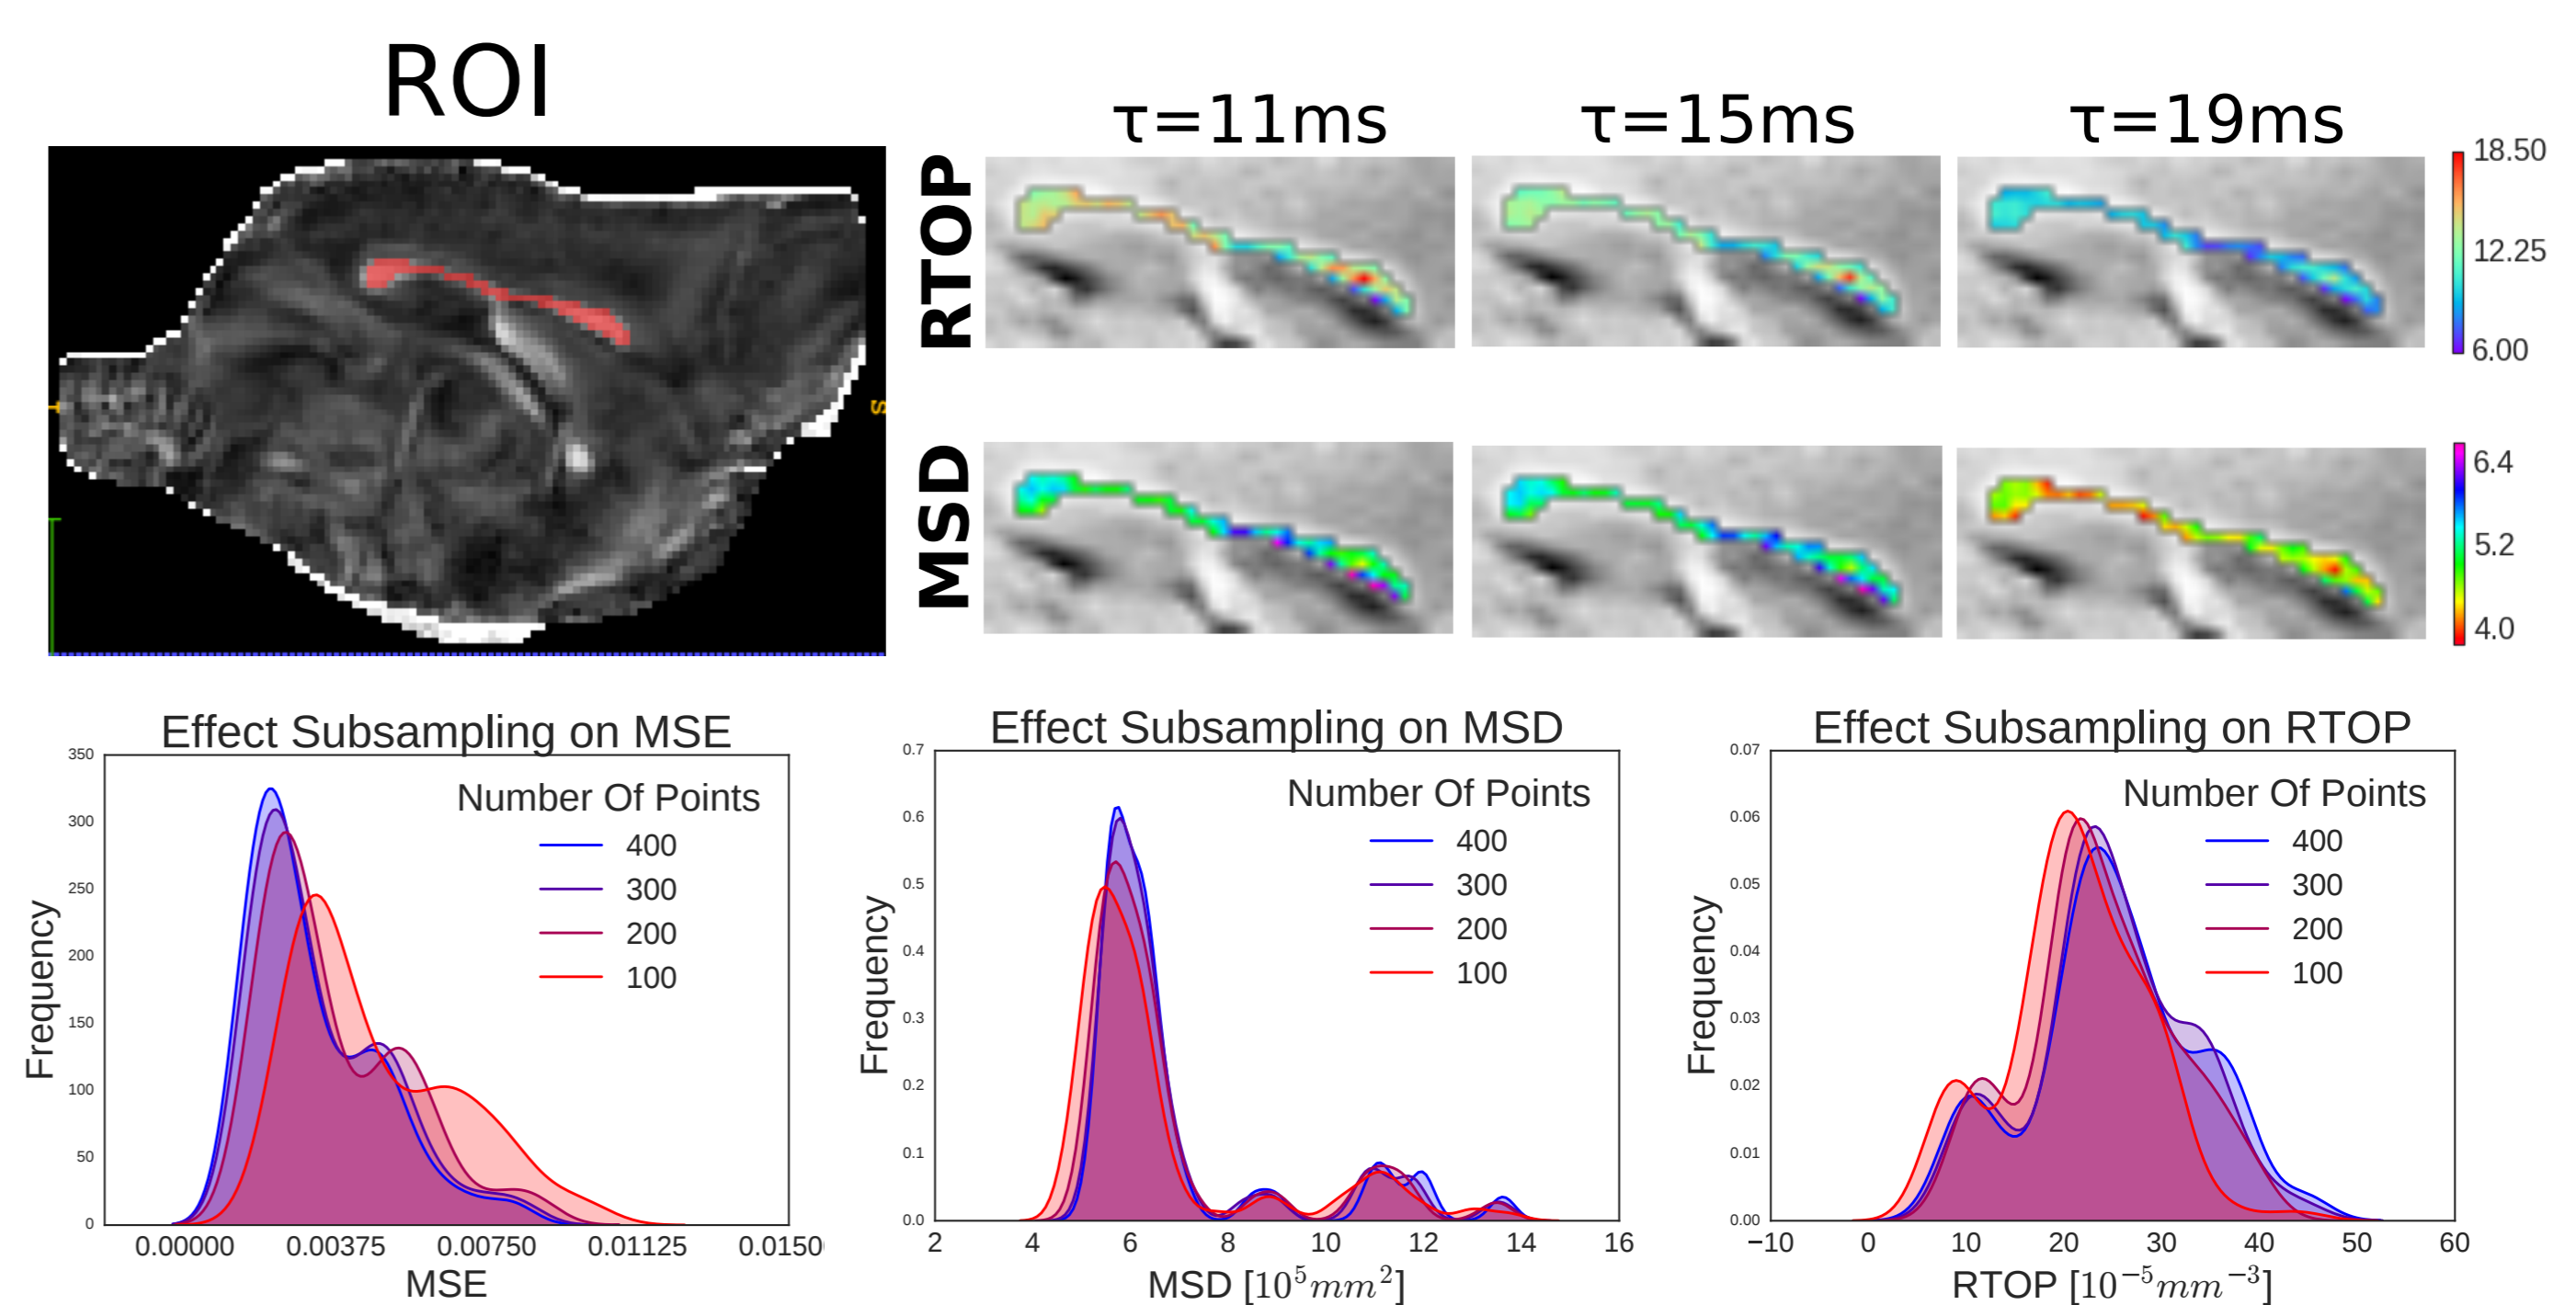 ROI
τ=11ms τ=15ms τ=19ms
RTOP
18.50
12.25
6.00
S
MSD
6.4
5.2
4.0
Effect Subsampling on MSE
350
300
250
200
150
100
50
0
Frequency
Number Of Points
400
300
200
100
0.00000 0.00375 0.00750 0.01125 0.0150
MSE
Effect Subsampling on MSD
0.7
0.6
0.5
0.4
0.3
0.2
0.1
0.0
Frequency
Number Of Points
400
300
200
100
2 4 6 8 10 12 14 16
MSD [10⁵mm²]
Effect Subsampling on RTOP
0.07
0.06
0.05
0.04
0.03
0.02
0.01
0.00
Frequency
Number Of Points
400
300
200
100
−10 0 10 20 30 40 50 60
RTOP [10⁻⁵mm⁻³]